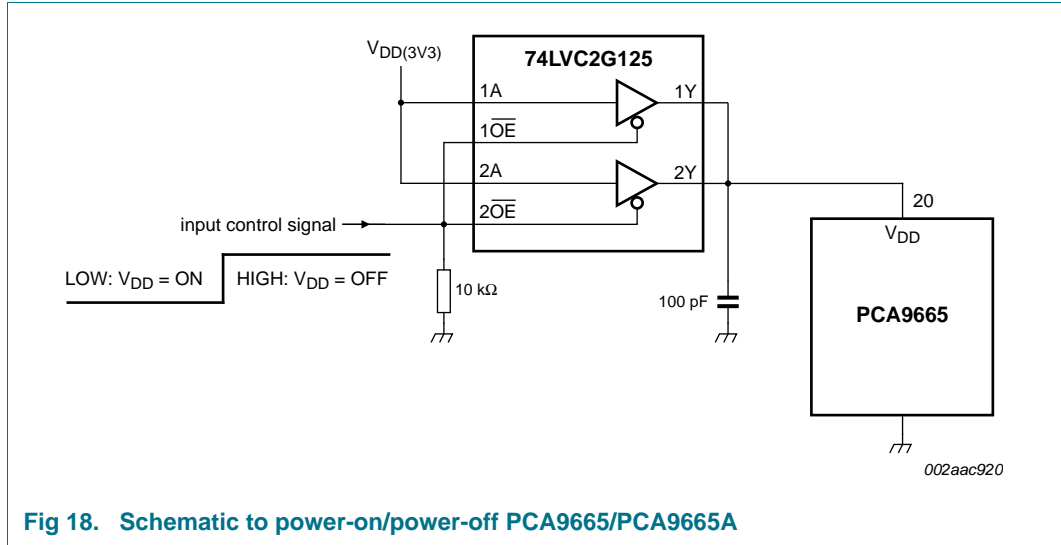 VDD(3V3)
74LVC2G125
1A
1Y
1OE
2A
2Y
2OE
input control signal
20
VDD
LOW: VDD = ON
HIGH: VDD = OFF
10 kΩ
100 pF
PCA9665
002aac920
Fig 18. Schematic to power-on/power-off PCA9665/PCA9665A